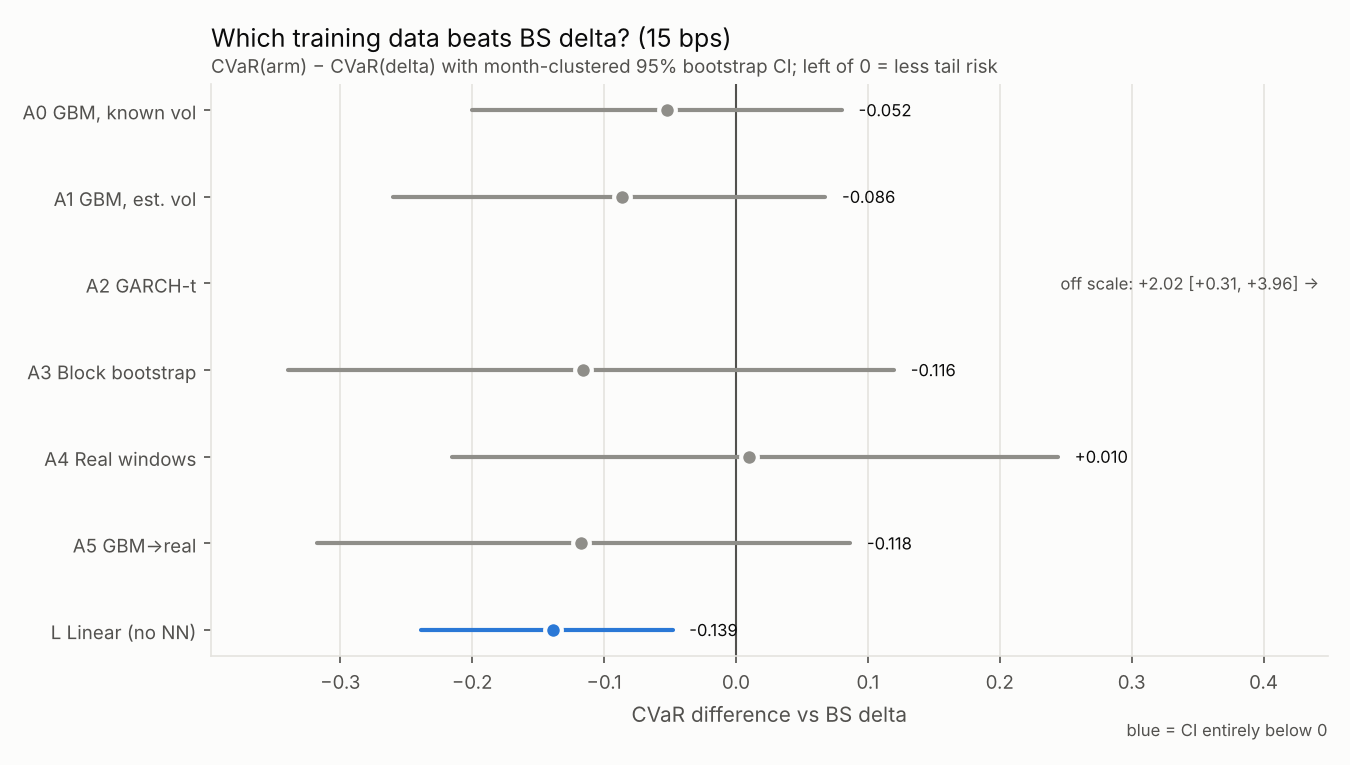 Which training data beats BS delta? (15 bps)
CVaR(arm) − CVaR(delta) with month-clustered 95% bootstrap CI; left of 0 = less tail risk
A0 GBM, known vol
-0.052
A1 GBM, est. vol
-0.086
A2 GARCH-t
off scale: +2.02 [+0.31, +3.96] →
A3 Block bootstrap
-0.116
A4 Real windows
+0.010
A5 GBM→real
-0.118
L Linear (no NN)
-0.139
−0.3 −0.2 −0.1 0.0 0.1 0.2 0.3 0.4
CVaR difference vs BS delta
blue = CI entirely below 0